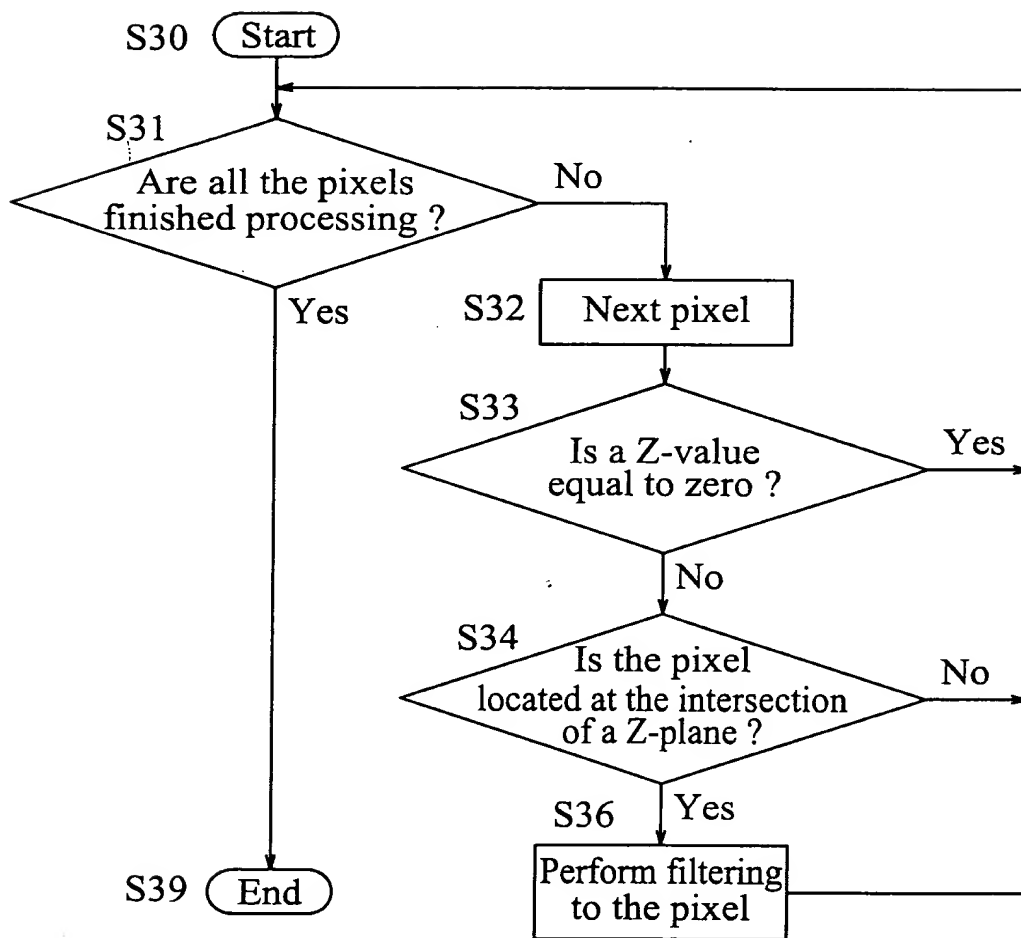 S30
Start
S31
Are all the pixels
finished processing ?
No
Yes
S32
Next pixel
S33
Is a Z-value
equal to zero ?
Yes
No
S34
Is the pixel
located at the intersection
of a Z-plane ?
No
Yes
S36
Perform filtering
to the pixel
S39
End